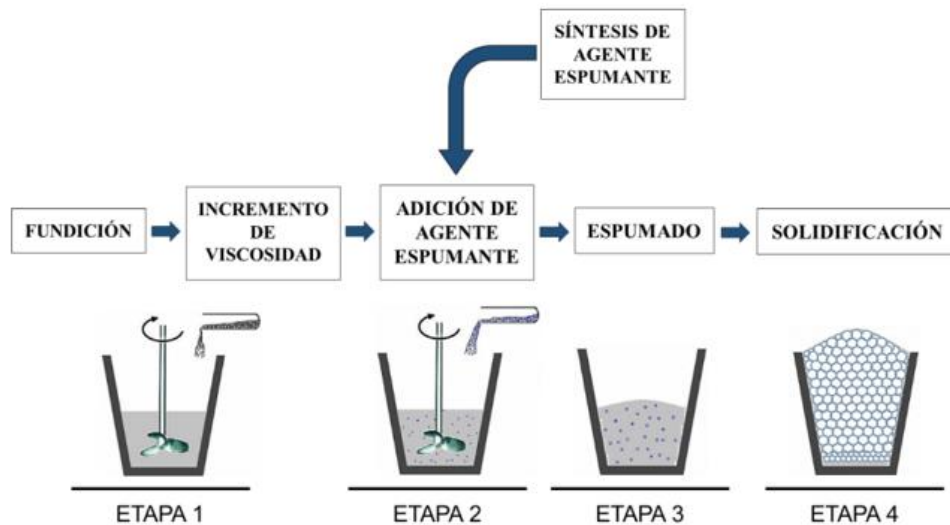 SÍNTESIS DE
AGENTE
ESPUMANTE
FUNDICIÓN
INCREMENTO
DE
VISCOSIDAD
ADICIÓN DE
AGENTE
ESPUMANTE
ESPUMADO
SOLIDIFICACIÓN
ETAPA 1
ETAPA 2
ETAPA 3
ETAPA 4